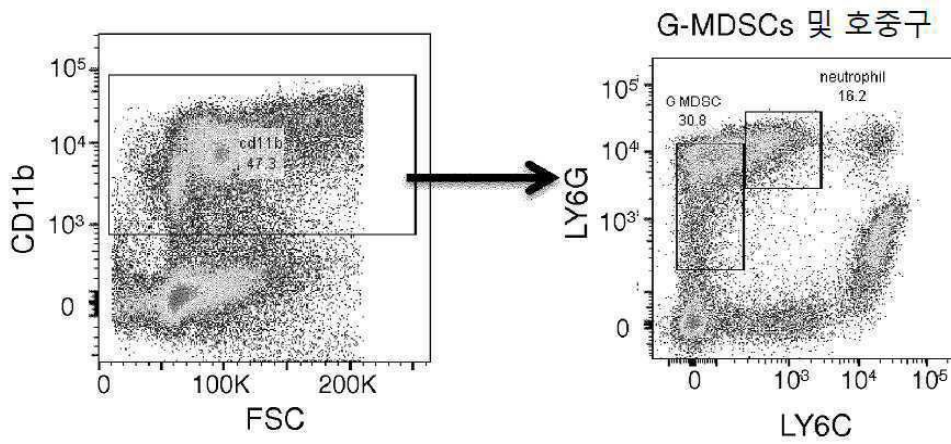 G-MDSCs 및 호중구
10⁵
10⁴
10³
0
CD11b
cd11b
47.3
0
100K
200K
FSC
10⁵
10⁴
10³
0
LY6G
G MDSC
30.8
neutrophil
16.2
0
10³
10⁴
10⁵
LY6C